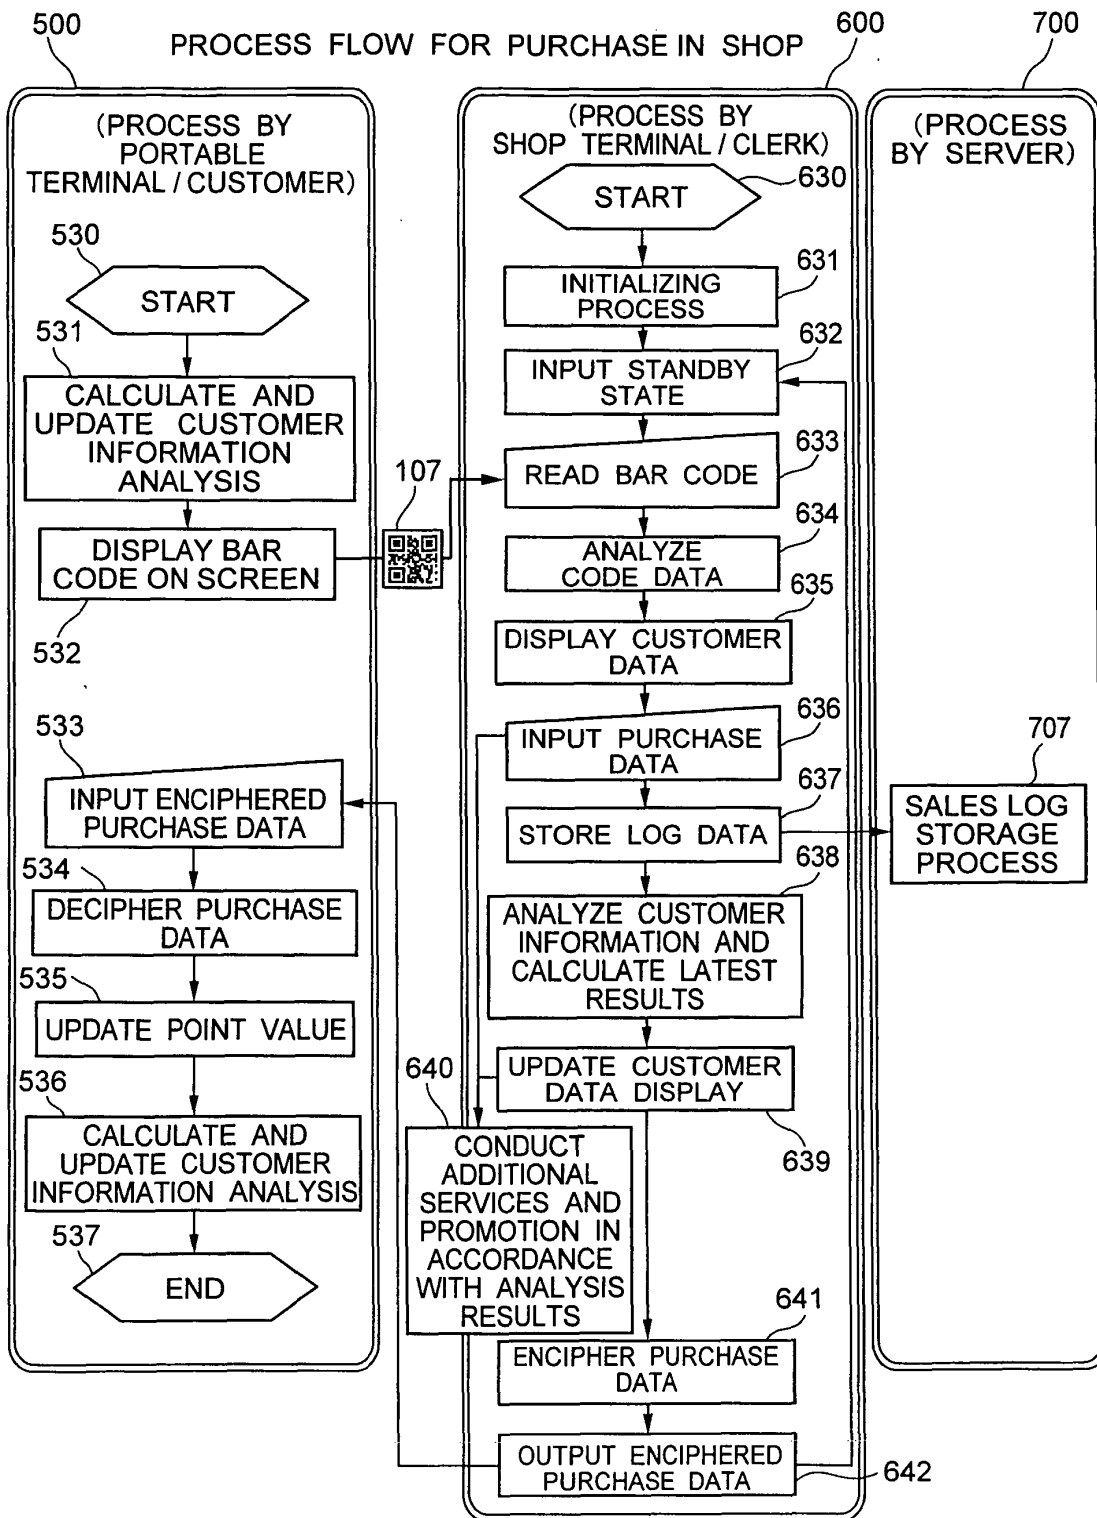 500
PROCESS FLOW FOR PURCHASE IN SHOP
600
700
(PROCESS BY
PORTABLE
TERMINAL / CUSTOMER)
530
START
531
CALCULATE AND
UPDATE CUSTOMER
INFORMATION
ANALYSIS
DISPLAY BAR
CODE ON SCREEN
532
107
533
INPUT ENCIPHERED
PURCHASE DATA
534
DECIPHER PURCHASE
DATA
535
UPDATE POINT VALUE
536
CALCULATE AND
UPDATE CUSTOMER
INFORMATION ANALYSIS
537
END
(PROCESS BY
SHOP TERMINAL / CLERK)
630
START
631
INITIALIZING
PROCESS
632
INPUT STANDBY
STATE
633
READ BAR CODE
634
ANALYZE
CODE DATA
635
DISPLAY CUSTOMER
DATA
636
INPUT PURCHASE
DATA
637
STORE LOG DATA
638
ANALYZE CUSTOMER
INFORMATION AND
CALCULATE LATEST
RESULTS
UPDATE CUSTOMER
DATA DISPLAY
639
640
CONDUCT
ADDITIONAL
SERVICES AND
PROMOTION IN
ACCORDANCE
WITH ANALYSIS
RESULTS
641
ENCIPHER PURCHASE
DATA
OUTPUT ENCIPHERED
PURCHASE DATA
642
(PROCESS
BY SERVER)
707
SALES LOG
STORAGE
PROCESS